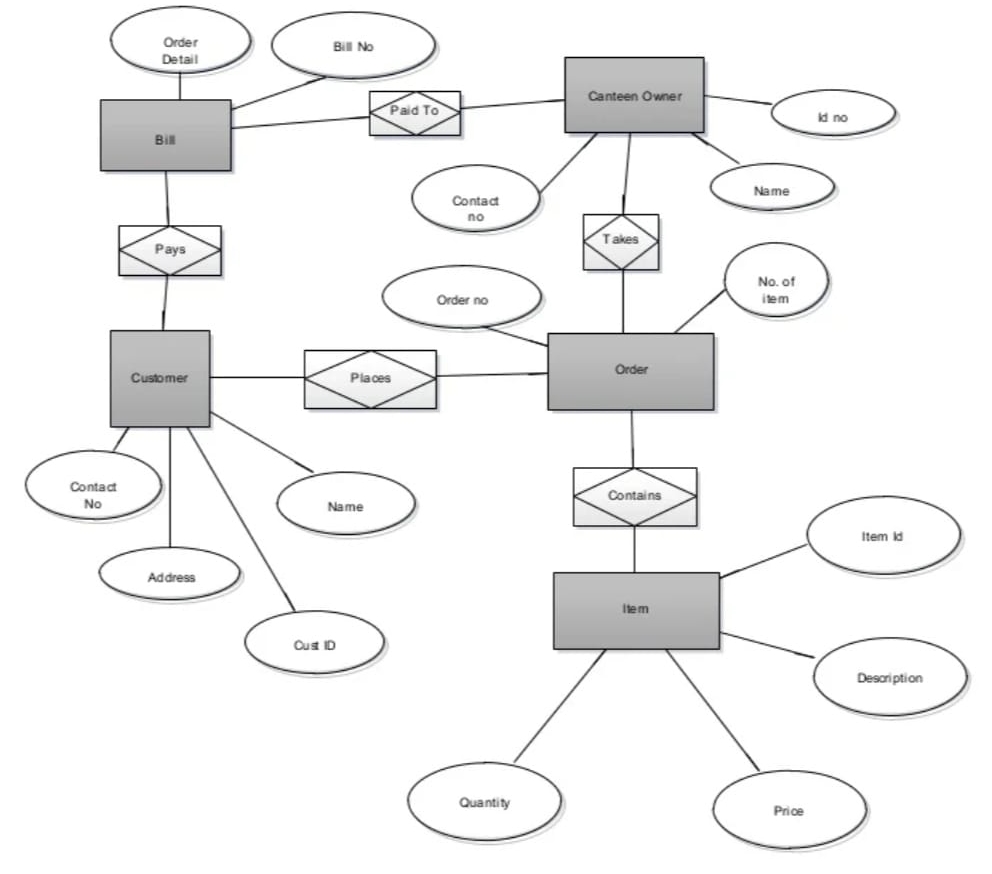 Order
Detail
Bill No
Canteen Owner
Paid To
Id no
Bill
Name
Contact
no
Takes
Pays
No. of
item
Order no
Order
Customer
Places
Contact
No
Name
Contains
Item Id
Address
Item
Cust ID
Description
Quantity
Price